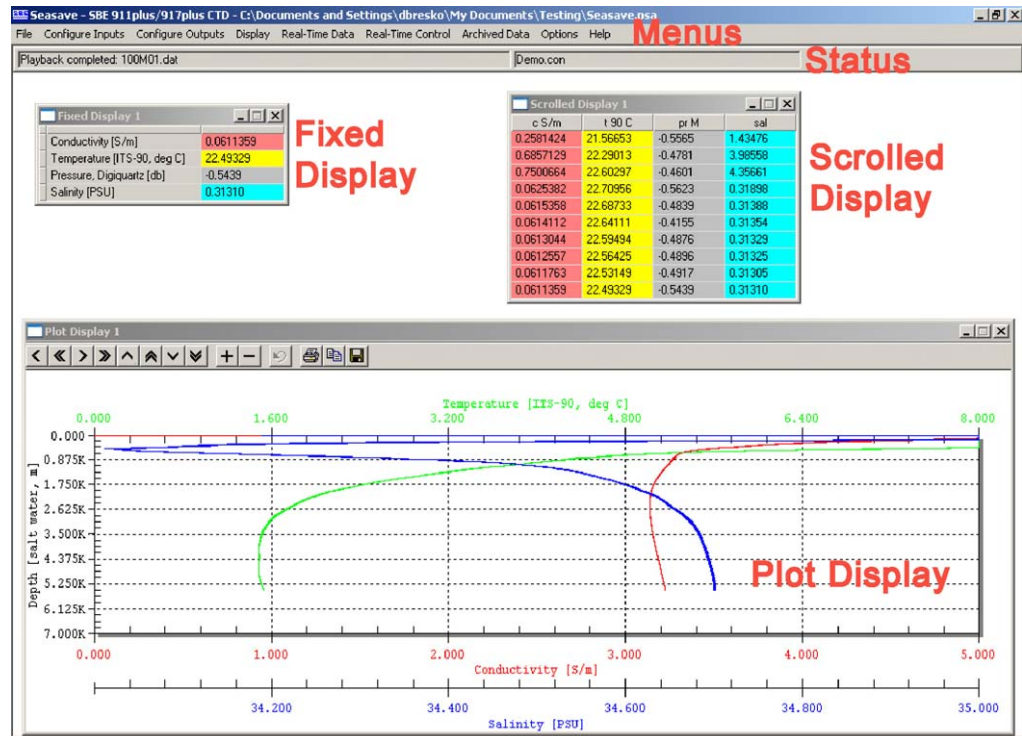 Seasave - SBE 911plus/917plus CTD - C:\Documents and Settings\dbresko\My Documents\Testing\Seasave.psa
File Configure Inputs Configure Outputs Display Real-Time Data Real-Time Control Archived Data Options Help
Menus
Playback completed: 100M01.dat
Demo.con
Status
Fixed Display 1
Conductivity [S/m] 0.0611359
Temperature [ITS-90, deg C] 22.49329
Pressure, Digiquartz [db] -0.5439
Salinity [PSU] 0.31310
Fixed
Display
Scrolled Display 1
c S/m t 90 C pr M sal
0.2581424 21.56653 -0.5565 1.43476
0.6857129 22.29013 -0.4781 3.98558
0.7500664 22.60297 -0.4601 4.35661
0.0625382 22.70956 -0.5623 0.31898
0.0615358 22.68733 -0.4839 0.31388
0.0614112 22.64111 -0.4155 0.31354
0.0613044 22.59494 -0.4876 0.31329
0.0612557 22.56425 -0.4896 0.31325
0.0611763 22.53149 -0.4917 0.31305
0.0611359 22.49329 -0.5439 0.31310
Scrolled
Display
Plot Display 1
Temperature [ITS-90, deg C]
0.000 1.600 3.200 4.800 6.400 8.000
Depth [salt water, m]
0.000
0.875K
1.750K
2.625K
3.500K
4.375K
5.250K
6.125K
7.000K
Plot Display
0.000 1.000 2.000 3.000 4.000 5.000
Conductivity [S/m]
34.200 34.400 34.600 34.800 35.000
Salinity [PSU]